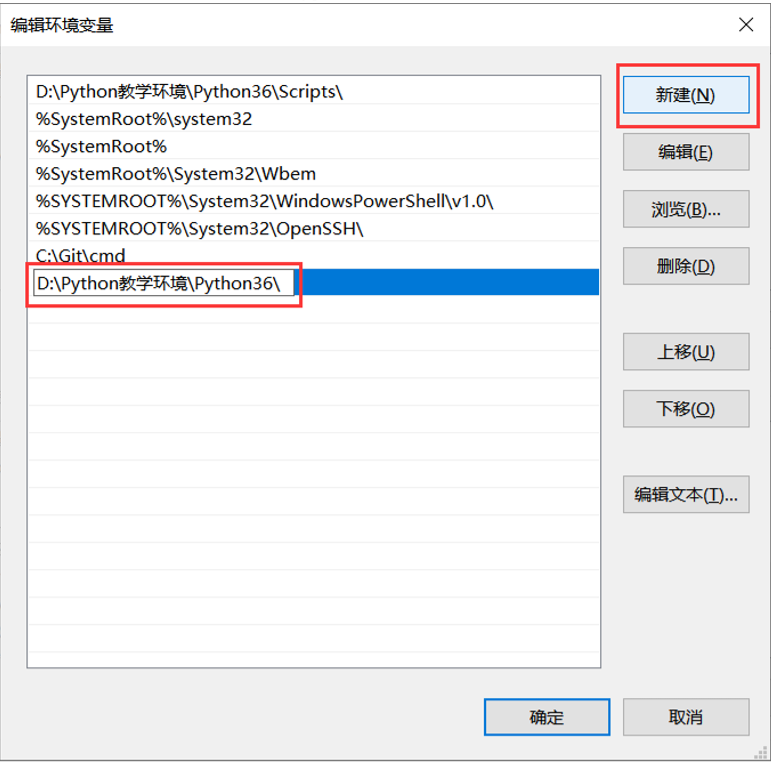 编辑环境变量
D:\Python教学环境\Python36\Scripts\
%SystemRoot%\system32
%SystemRoot%
%SystemRoot%\System32\Wbem
%SYSTEMROOT%\System32\WindowsPowerShell\v1.0\
%SYSTEMROOT%\System32\OpenSSH\
C:\Git\cmd
D:\Python教学环境\Python36\
新建(N)
编辑(E)
浏览(B)...
删除(D)
上移(U)
下移(O)
编辑文本(T)...
确定
取消